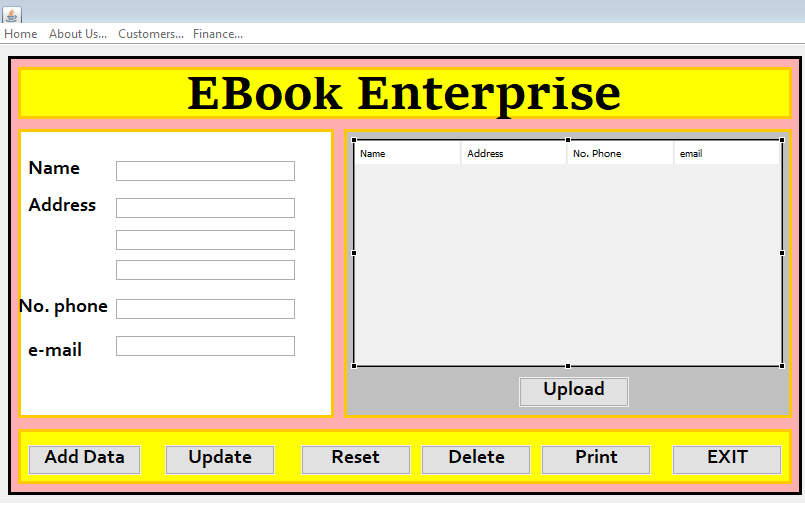 Home About Us... Customers... Finance...
EBook Enterprise
Name
Address
No. phone
e-mail
Name Address No. Phone email
Upload
Add Data Update Reset Delete Print EXIT